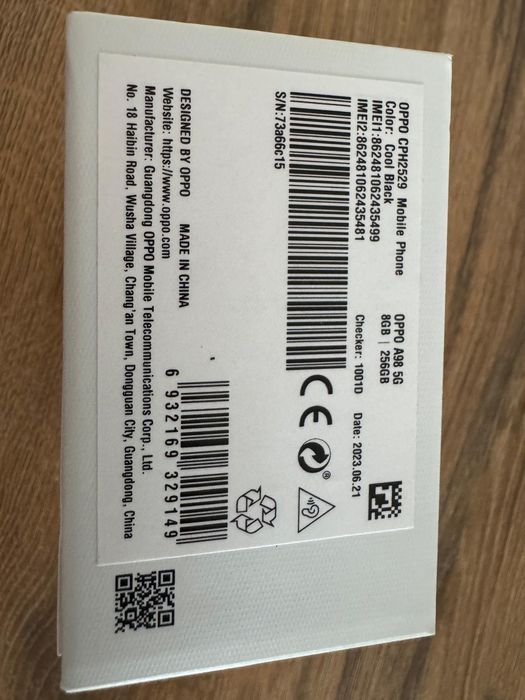 OPPO CPH2529 Mobile Phone
Color: Cool Black
IMEI1:862481062435499
IMEI2:862481062435481
OPPO A98 5G
8GB | 256GB
Checker: 1001D Date: 2023.06.21
S/N:73a66c15
CE
DESIGNED BY OPPO MADE IN CHINA
Website: https://www.oppo.com
Manufacturer: Guangdong OPPO Mobile Telecommunications Corp., Ltd.
No. 18 Haibin Road, Wusha Village, Chang'an Town, Dongguan City, Guangdong, China
6 932169 329149